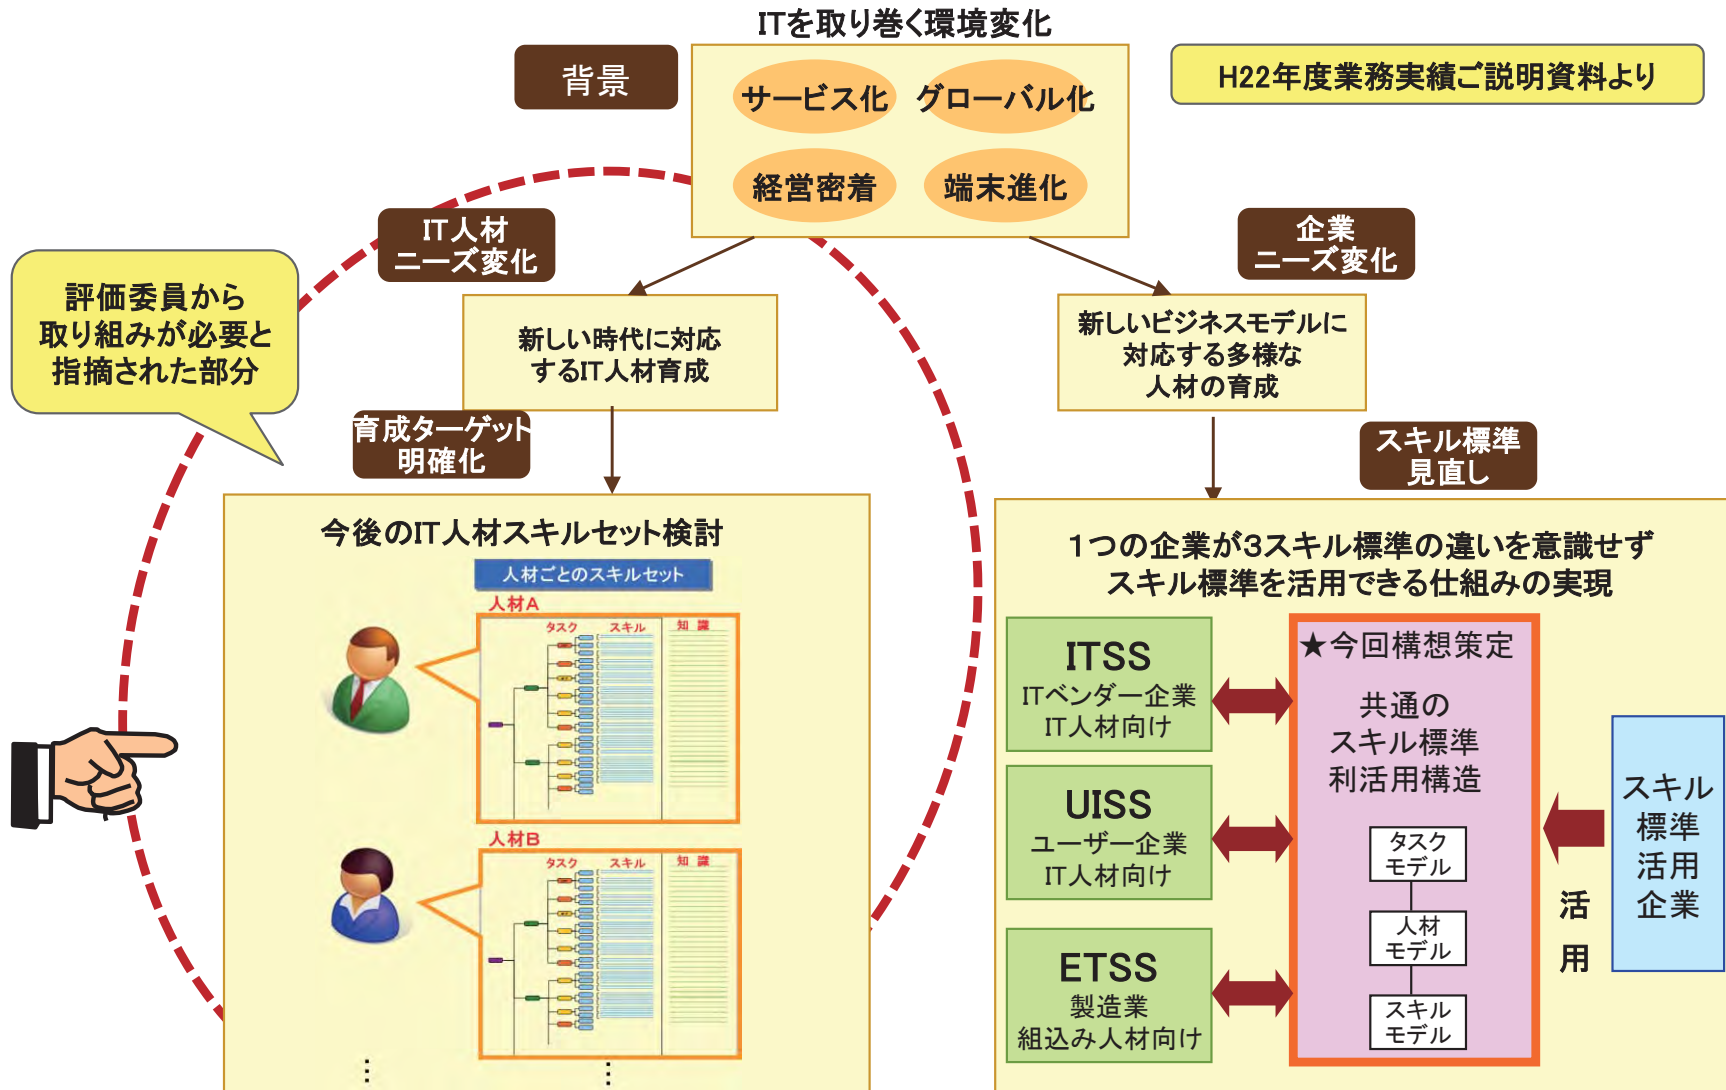 ITを取り巻く環境変化
背景
サービス化
グローバル化
経営密着
端末進化
H22年度業務実績ご説明資料より
IT人材
ニーズ変化
企業
ニーズ変化
評価委員から
取り組みが必要と
指摘された部分
新しい時代に対応
するIT人材育成
新しいビジネスモデルに
対応する多様な
人材の育成
育成ターゲット
明確化
スキル標準
見直し
今後のIT人材スキルセット検討
人材ごとのスキルセット
人材A
タスク
スキル
知識
人材B
タスク
スキル
知識
⋮
⋮
1つの企業が3スキル標準の違いを意識せず
スキル標準を活用できる仕組みの実現
ITSS
ITベンダー企業
IT人材向け
UISS
ユーザー企業
IT人材向け
ETSS
製造業
組込み人材向け
★今回構想策定
共通の
スキル標準
利活用構造
タスク
モデル
人材
モデル
スキル
モデル
活
用
スキル
標準
活用
企業